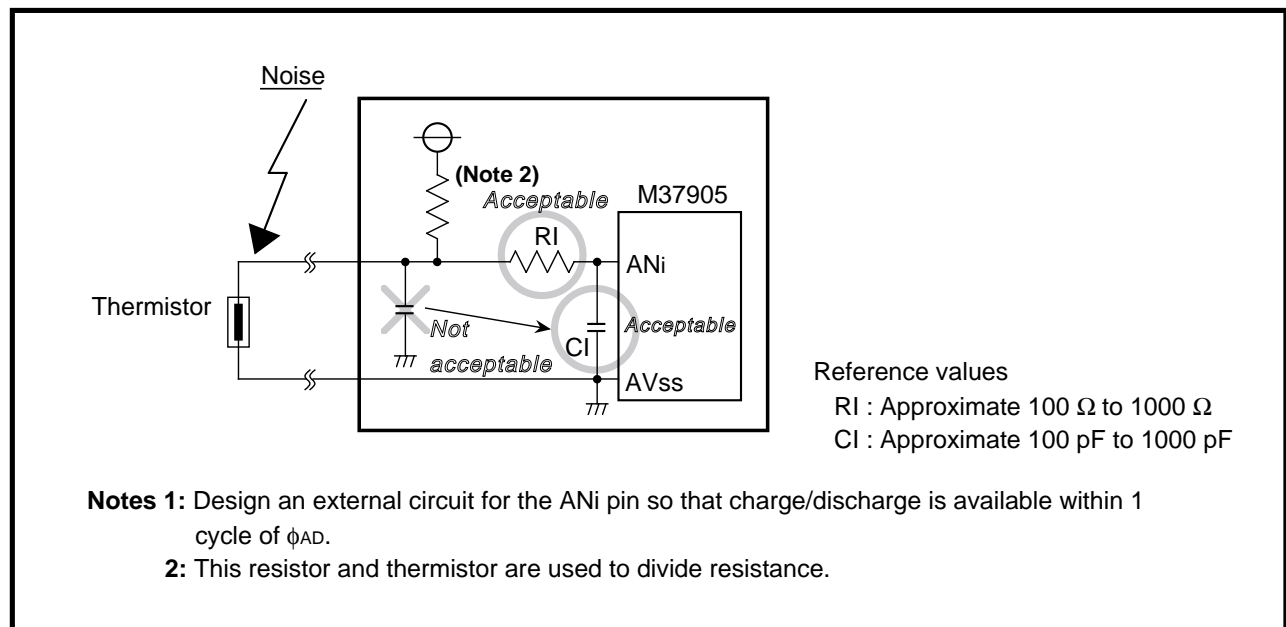 Noise
(Note 2)
Acceptable
M37905
RI
ANi
Thermistor
Not
acceptable
CI
Acceptable
AVss
Reference values
RI : Approximate 100 Ω to 1000 Ω
CI : Approximate 100 pF to 1000 pF
Notes 1: Design an external circuit for the ANi pin so that charge/discharge is available within 1
cycle of ϕAD.
2: This resistor and thermistor are used to divide resistance.